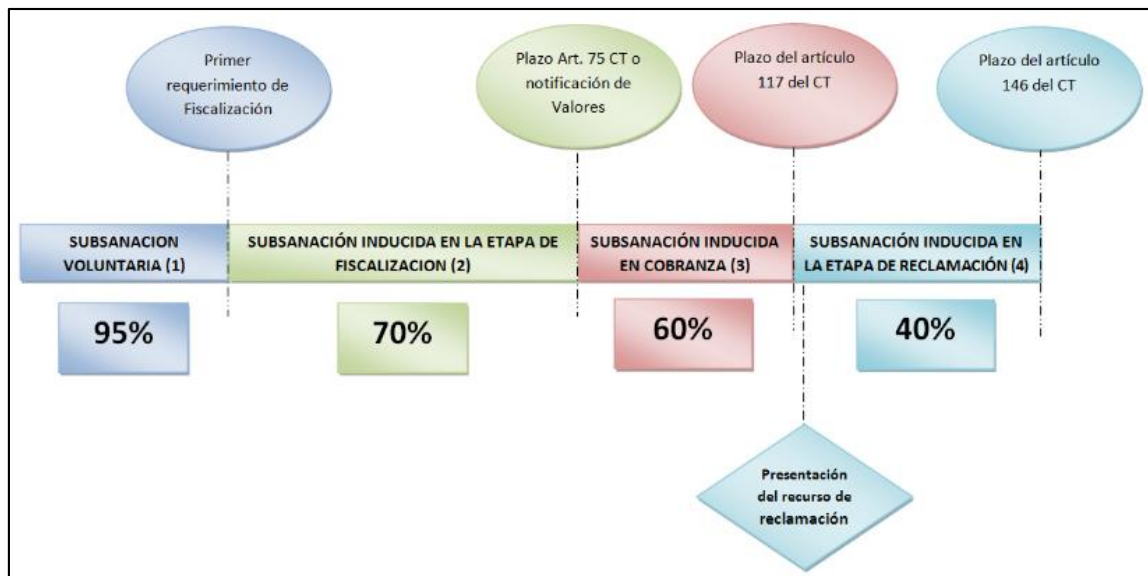 Primer
requerimiento de
Fiscalización
Plazo Art. 75 CT o
notificación de
Valores
Plazo del artículo
117 del CT
Plazo del artículo
146 del CT
SUBSANACION
VOLUNTARIA (1)
SUBSANACIÓN INDUCIDA EN LA ETAPA DE
FISCALIZACION (2)
SUBSANACIÓN INDUCIDA
EN COBRANZA (3)
SUBSANACIÓN INDUCIDA EN
LA ETAPA DE RECLAMACIÓN (4)
95%
70%
60%
40%
Presentación
del recurso de
reclamación